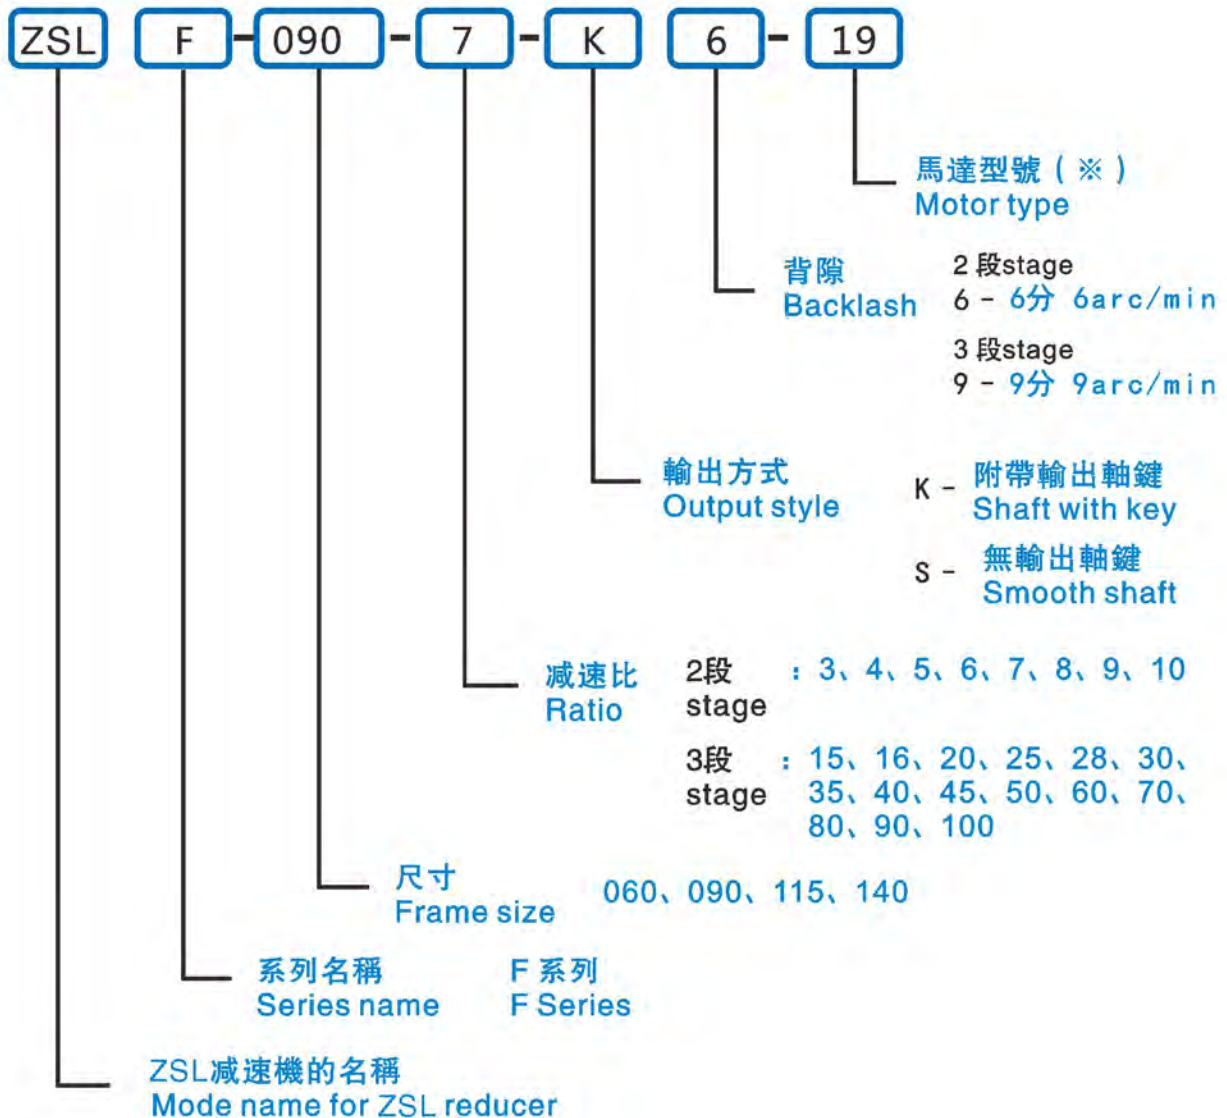 ZSL F-090-7-K 6-19
馬達型號(※)
Motor type
背隙
Backlash
2 段stage
6 - 6分 6arc/min
3 段stage
9 - 9分 9arc/min
輸出方式
Output style
K - 附帶輸出軸鍵
Shaft with key
S - 無輸出軸鍵
Smooth shaft
减速比
Ratio
2段
stage
：3、4、5、6、7、8、9、10
3段
stage
：15、16、20、25、28、30、
35、40、45、50、60、70、
80、90、100
尺寸
Frame size
060、090、115、140
系列名稱
Series name
F 系列
F Series
ZSL减速機的名稱
Mode name for ZSL reducer